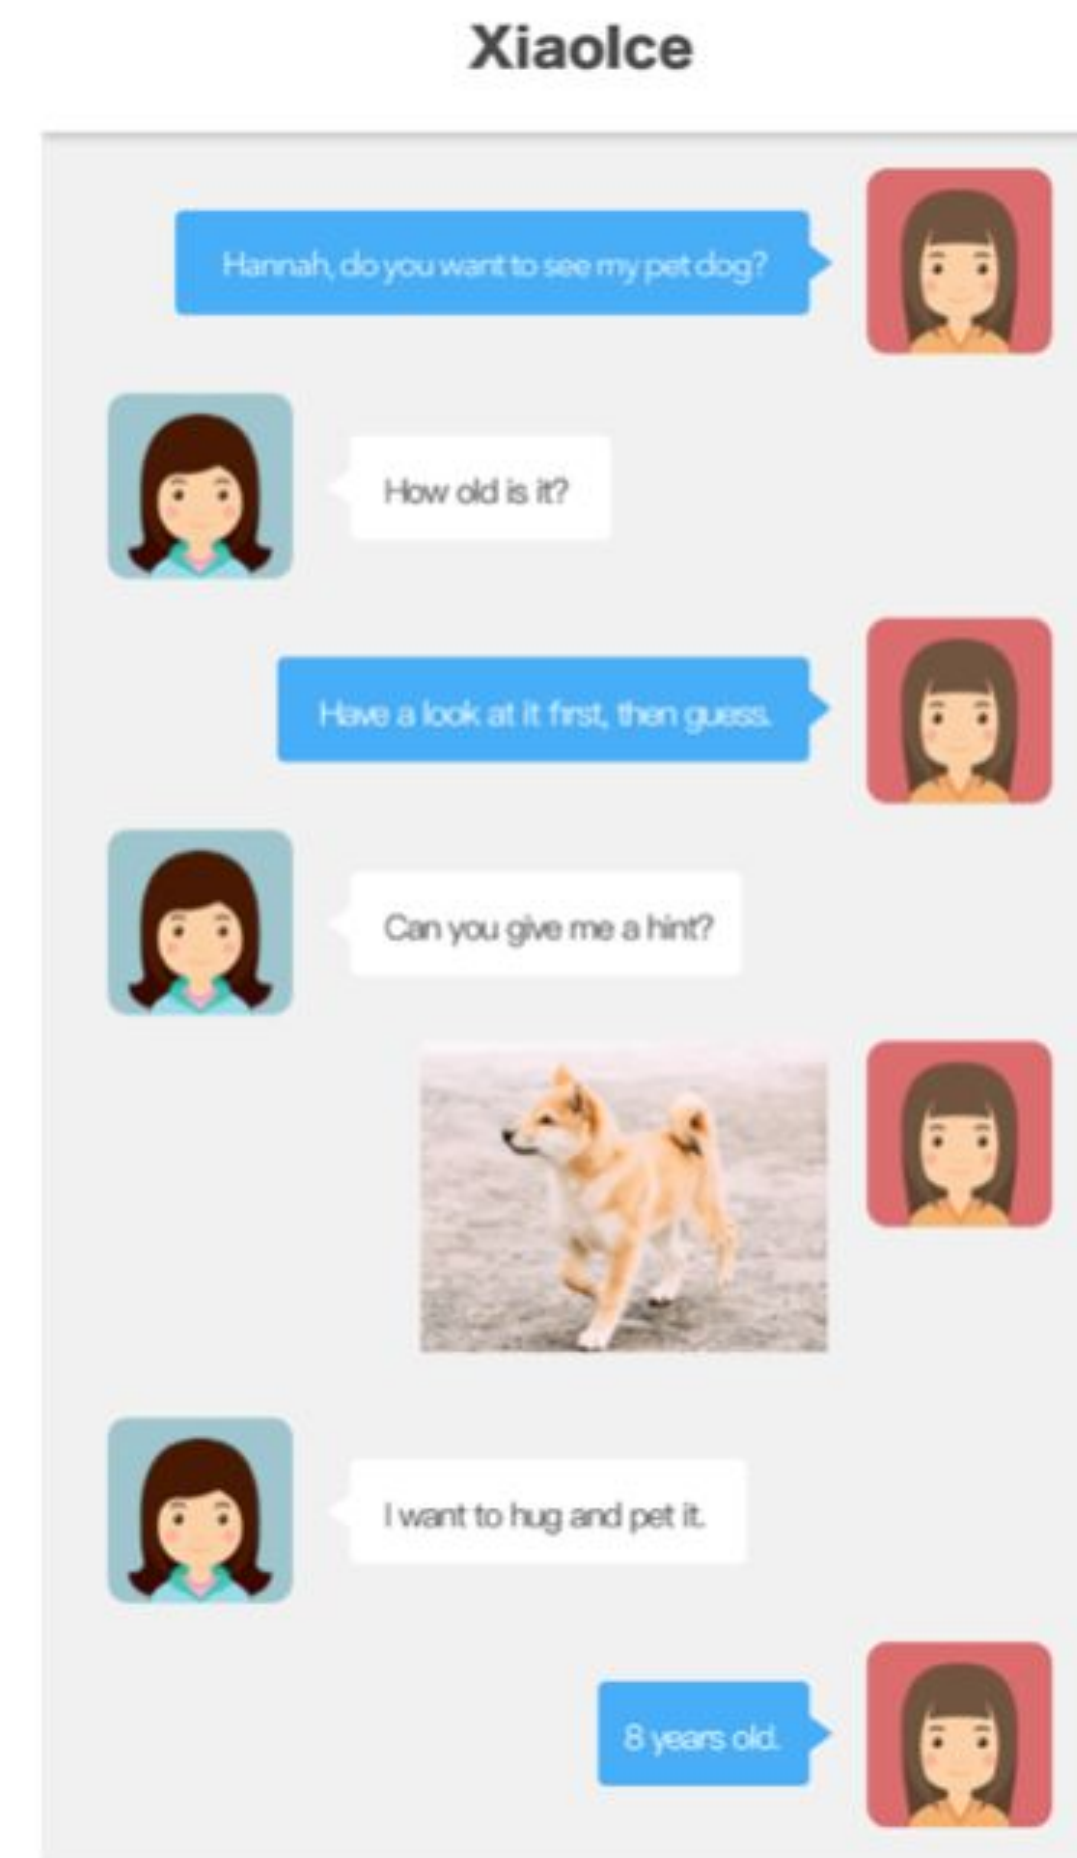 XiaoIce
Hannah, do you want to see my pet dog?
How old is it?
Have a look at it first, then guess.
Can you give me a hint?
I want to hug and pet it.
8 years old.